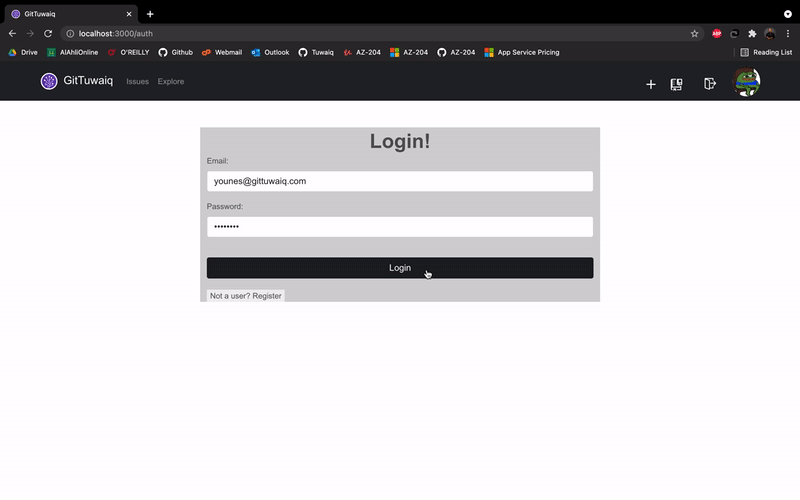 GitTuwaiq
localhost:3000/auth
Drive AlAhliOnline O'REILLY Github Webmail Outlook Tuwaiq AZ-204 AZ-204 AZ-204 App Service Pricing Reading List
GitTuwaiq Issues Explore
Login!
Email:
younes@gittuwaiq.com
Password:
••••••••
Login
Not a user? Register